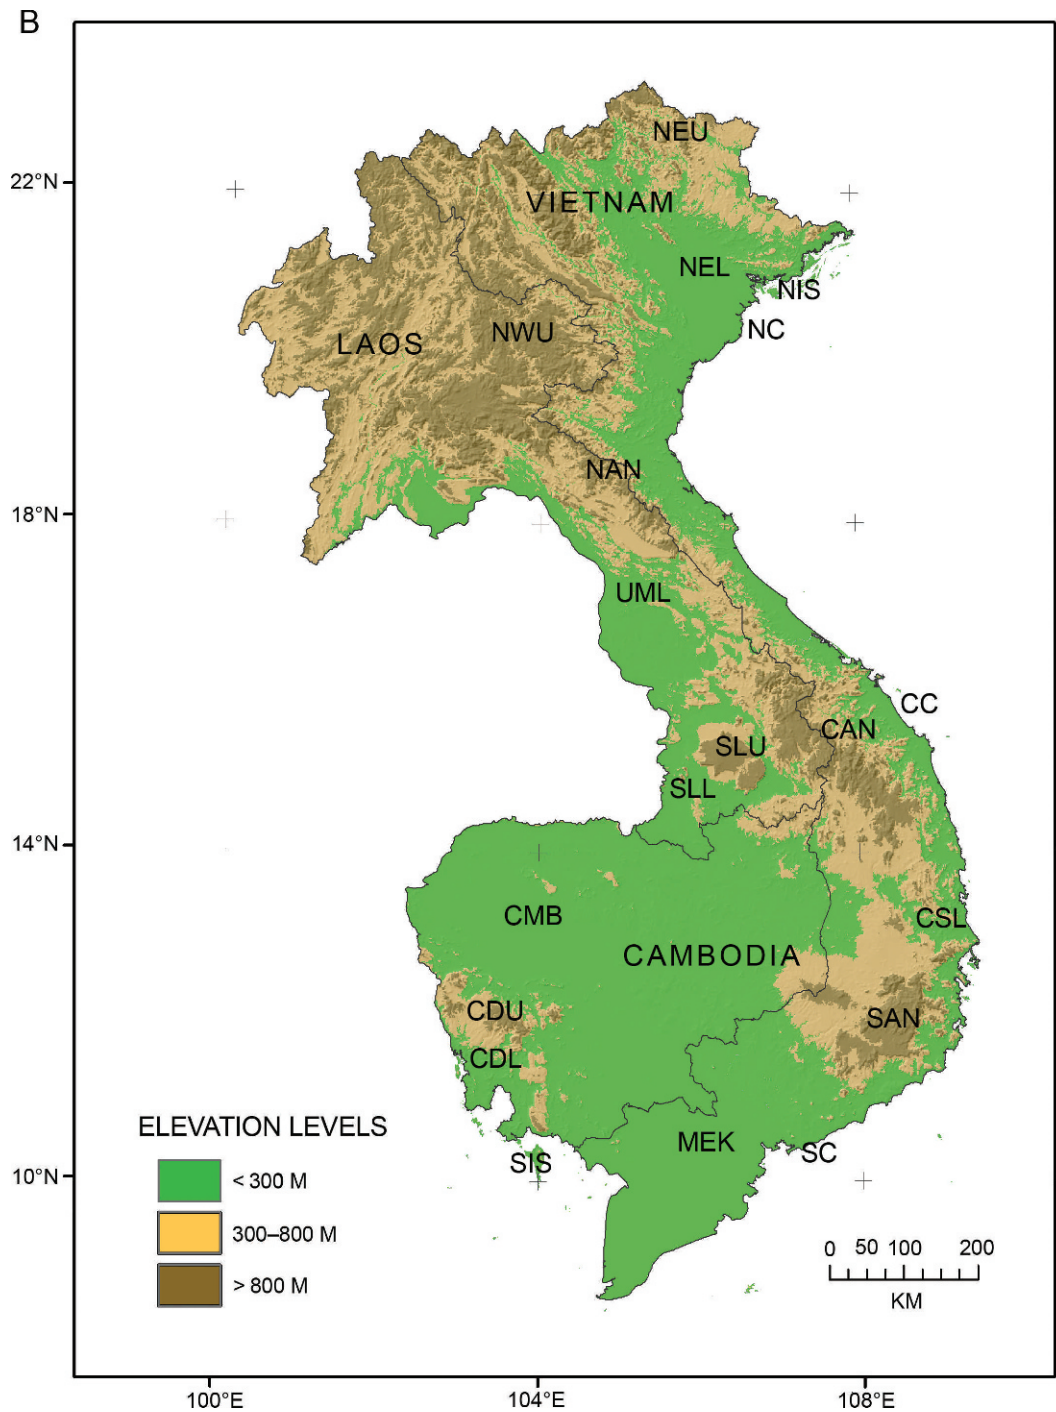 B
NEU
22°N
VIETNAM
NEL
NIS
NC
NWU
LAOS
NAN
18°N
UML
CC
CAN
SLU
SLL
14°N
CMB
CSL
CAMBODIA
CDU
SAN
CDL
ELEVATION LEVELS
MEK
SC
SIS
10°N
< 300 M
300–800 M
> 800 M
0 50 100 200
KM
100°E 104°E 108°E